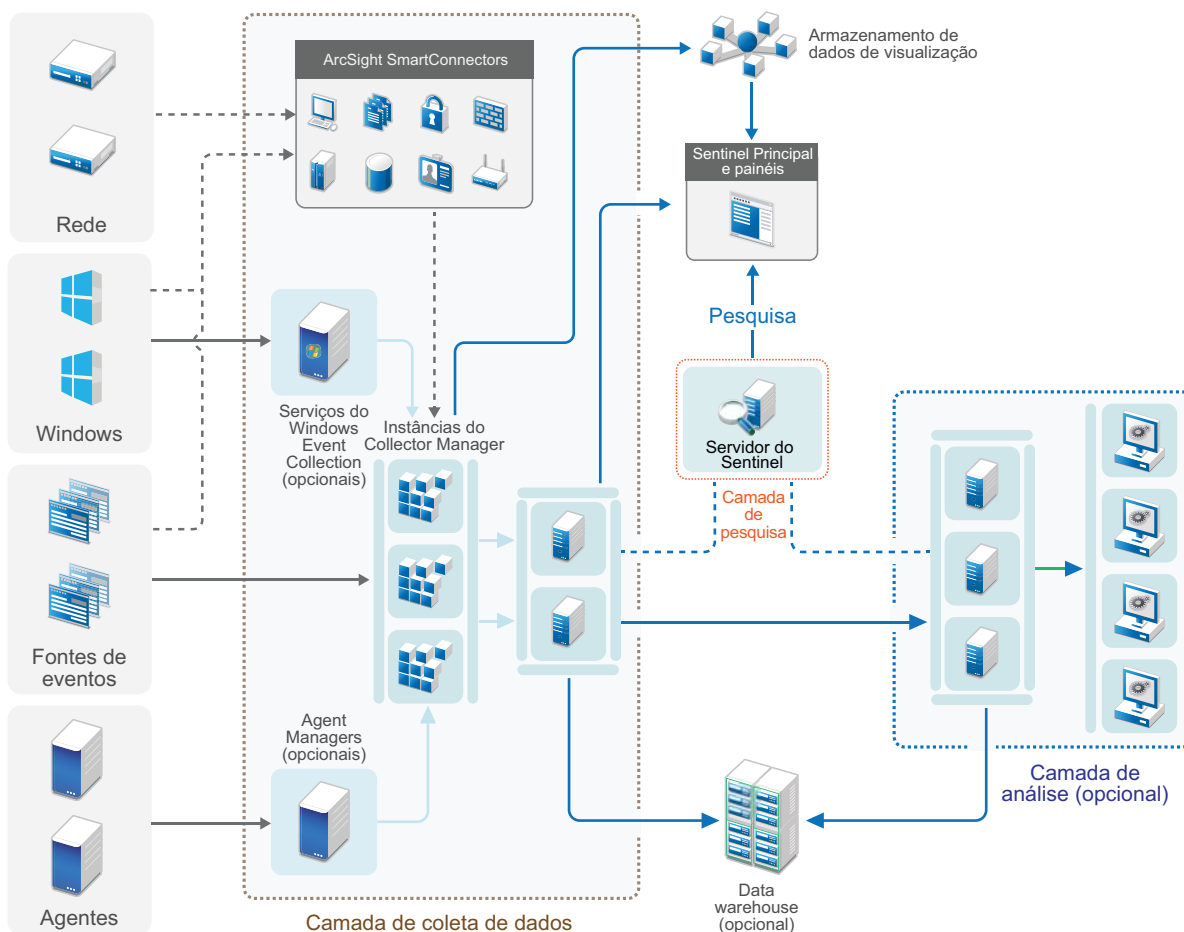 Armazenamento de
dados de visualização
ArcSight SmartConnectors
Sentinel Principal
e painéis
Rede
Pesquisa
Windows
Serviços do
Windows
Event
Collection
(opcionais)
Instâncias do
Collector Manager
Servidor do
Sentinel
Camada
de
pesquisa
Fontes de
eventos
Agent
Managers
(opcionais)
Camada de
análise (opcional)
Agentes
Data
warehouse
(opcional)
Camada de coleta de dados